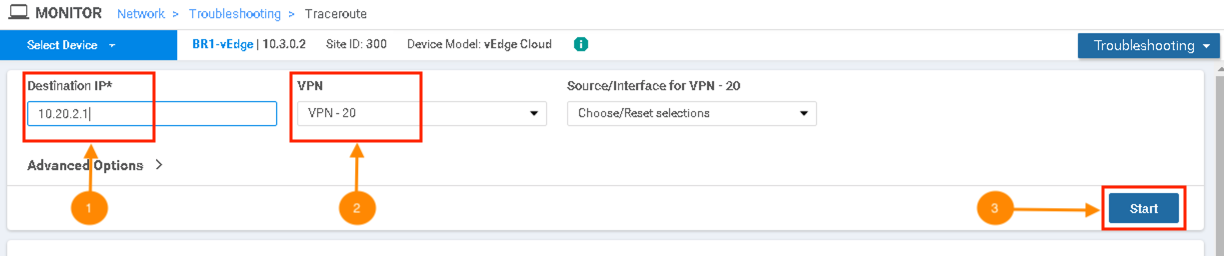 MONITOR Network > Troubleshooting > Traceroute
Select Device BR1-vEdge | 10.3.0.2 Site ID: 300 Device Model: vEdge Cloud i Troubleshooting
Destination IP* VPN Source/Interface for VPN - 20
10.20.2.1 VPN - 20 Choose/Reset selections
Advanced Options >
1 2 3 Start